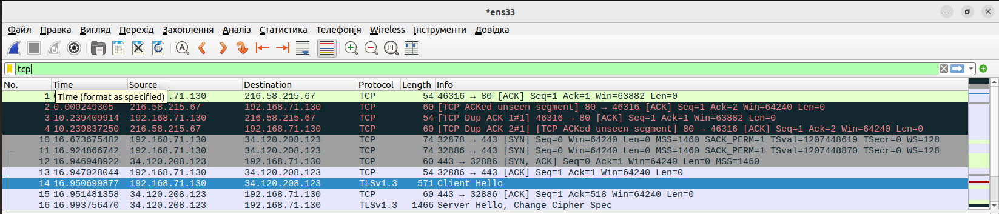 *ens33
Файл Правка Вигляд Перехід Захоплення Аналіз Статистика Телефонія Wireless Інструменти Довідка
tcp
No. Time Source Destination Protocol Length Info
Time (format as specified)
1 .71.130 216.58.215.67 TCP 54 46316 → 80 [ACK] Seq=1 Ack=1 Win=63882 Len=0
2 0.000249305 216.58.215.67 192.168.71.130 TCP 60 [TCP ACKed unseen segment] 80 → 46316 [ACK] Seq=1 Ack=2 Win=64240 Len=0
3 10.239409914 192.168.71.130 216.58.215.67 TCP 54 [TCP Dup ACK 1#1] 46316 → 80 [ACK] Seq=1 Ack=1 Win=63882 Len=0
4 10.239837250 216.58.215.67 192.168.71.130 TCP 60 [TCP Dup ACK 2#1] [TCP ACKed unseen segment] 80 → 46316 [ACK] Seq=1 Ack=2 Win=64240 Len=0
10 16.673675482 192.168.71.130 34.120.208.123 TCP 74 32878 → 443 [SYN] Seq=0 Win=64240 Len=0 MSS=1460 SACK_PERM=1 TSval=1207448619 TSecr=0 WS=128
11 16.924866742 192.168.71.130 34.120.208.123 TCP 74 32886 → 443 [SYN] Seq=0 Win=64240 Len=0 MSS=1460 SACK_PERM=1 TSval=1207448870 TSecr=0 WS=128
12 16.946948922 34.120.208.123 192.168.71.130 TCP 60 443 → 32886 [SYN, ACK] Seq=0 Ack=1 Win=64240 Len=0 MSS=1460
13 16.947028044 192.168.71.130 34.120.208.123 TCP 54 32886 → 443 [ACK] Seq=1 Ack=1 Win=64240 Len=0
14 16.950699877 192.168.71.130 34.120.208.123 TLSv1.3 571 Client Hello
15 16.951481358 34.120.208.123 192.168.71.130 TCP 60 443 → 32886 [ACK] Seq=1 Ack=518 Win=64240 Len=0
16 16.993756470 34.120.208.123 192.168.71.130 TLSv1.3 1466 Server Hello, Change Cipher Spec